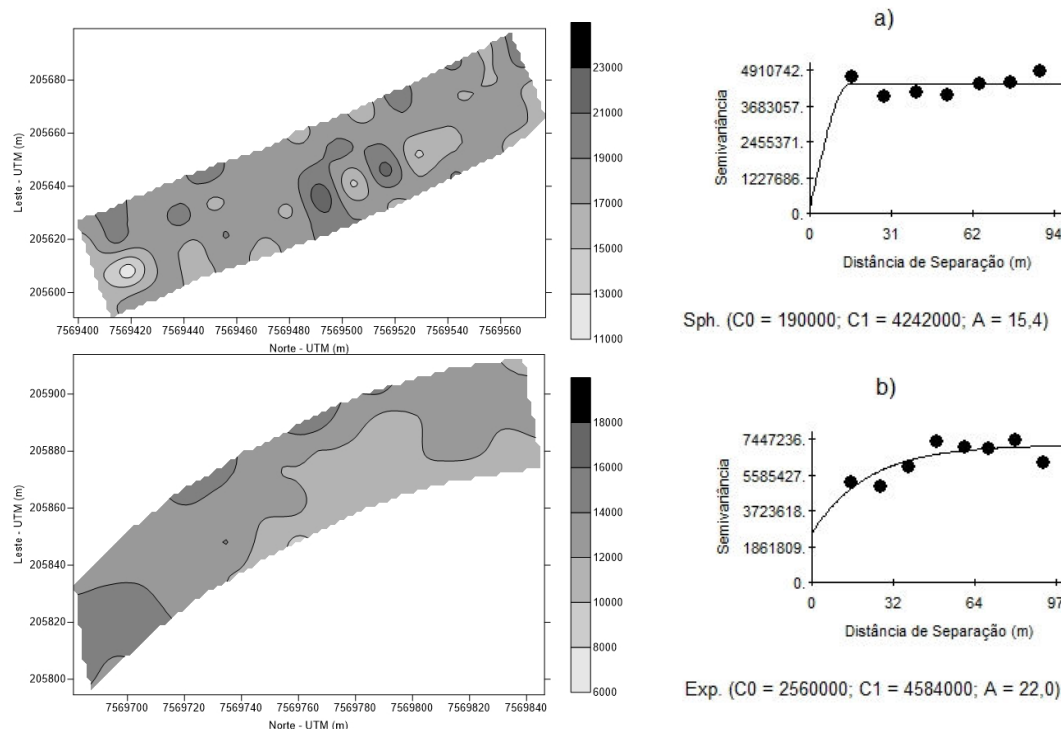 205680
205660
205640
205620
205600
Leste - UTM (m)
7569400 7569420 7569440 7569460 7569480 7569500 7569520 7569540 7569560
Norte - UTM (m)
23000
21000
19000
17000
15000
13000
11000
a)
4910742.
3683057.
2455371.
1227686.
0.
Semivariância
0 31 62 94
Distância de Separação (m)
Sph. (C0 = 190000; C1 = 4242000; A = 15,4)
205900
205880
205860
205840
205820
205800
Leste - UTM (m)
7569700 7569720 7569740 7569760 7569780 7569800 7569820 7569840
Norte - UTM (m)
18000
16000
14000
12000
10000
8000
6000
b)
7447236.
5585427.
3723618.
1861809.
0.
Semivariância
0 32 64 97
Distância de Separação (m)
Exp. (C0 = 2560000; C1 = 4584000; A = 22,0)